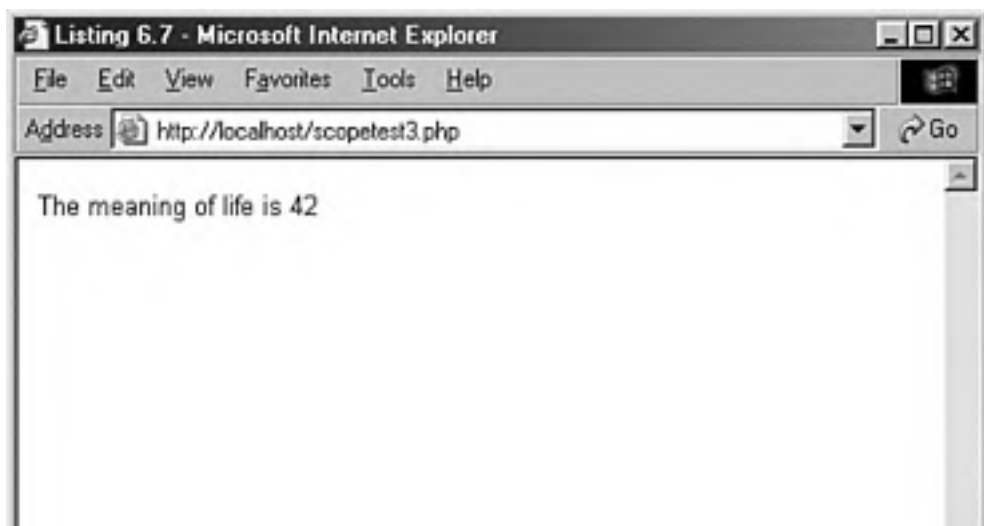 Listing 6.7 - Microsoft Internet Explorer
File Edit View Favorites Tools Help
Address http://localhost/scopetest3.php Go
The meaning of life is 42